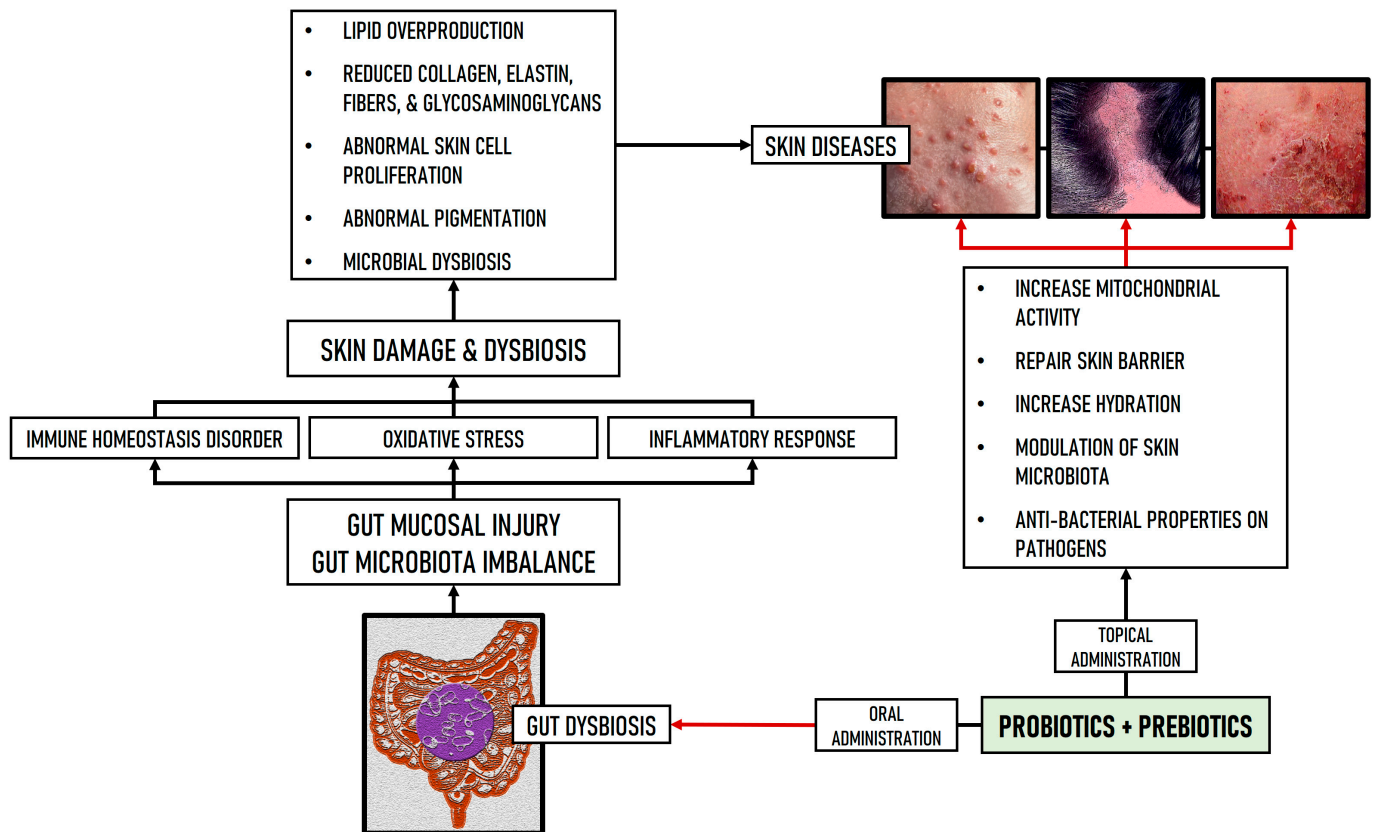 LIPID OVERPRODUCTION
REDUCED COLLAGEN, ELASTIN,
FIBERS, & GLYCOSAMINOGLYCANS
ABNORMAL SKIN CELL
PROLIFERATION
ABNORMAL PIGMENTATION
MICROBIAL DYSBIOSIS
SKIN DISEASES
SKIN DAMAGE & DYSBIOSIS
IMMUNE HOMEOSTASIS DISORDER
OXIDATIVE STRESS
INFLAMMATORY RESPONSE
GUT MUCOSAL INJURY
GUT MICROBIOTA IMBALANCE
GUT DYSBIOSIS
INCREASE MITOCHONDRIAL
ACTIVITY
REPAIR SKIN BARRIER
INCREASE HYDRATION
MODULATION OF SKIN
MICROBIOTA
ANTI-BACTERIAL PROPERTIES ON
PATHOGENS
TOPICAL
ADMINISTRATION
ORAL
ADMINISTRATION
PROBIOTICS + PREBIOTICS